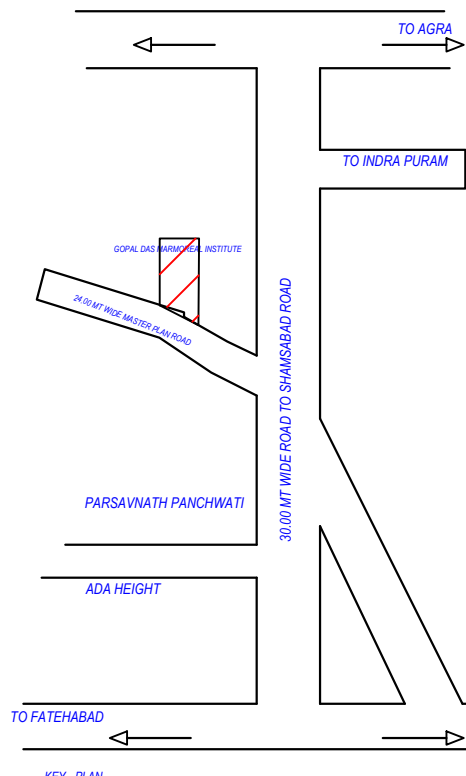 TO AGRA
TO INDRA PURAM
GOPAL DAS MARMOREAL INSTITUTE
24.00 MT WIDE MASTER PLAN ROAD
30.00 MT WIDE ROAD TO SHAMSABAD ROAD
PARSAVNATH PANCHWATI
ADA HEIGHT
TO FATEHABAD
KEY PLAN